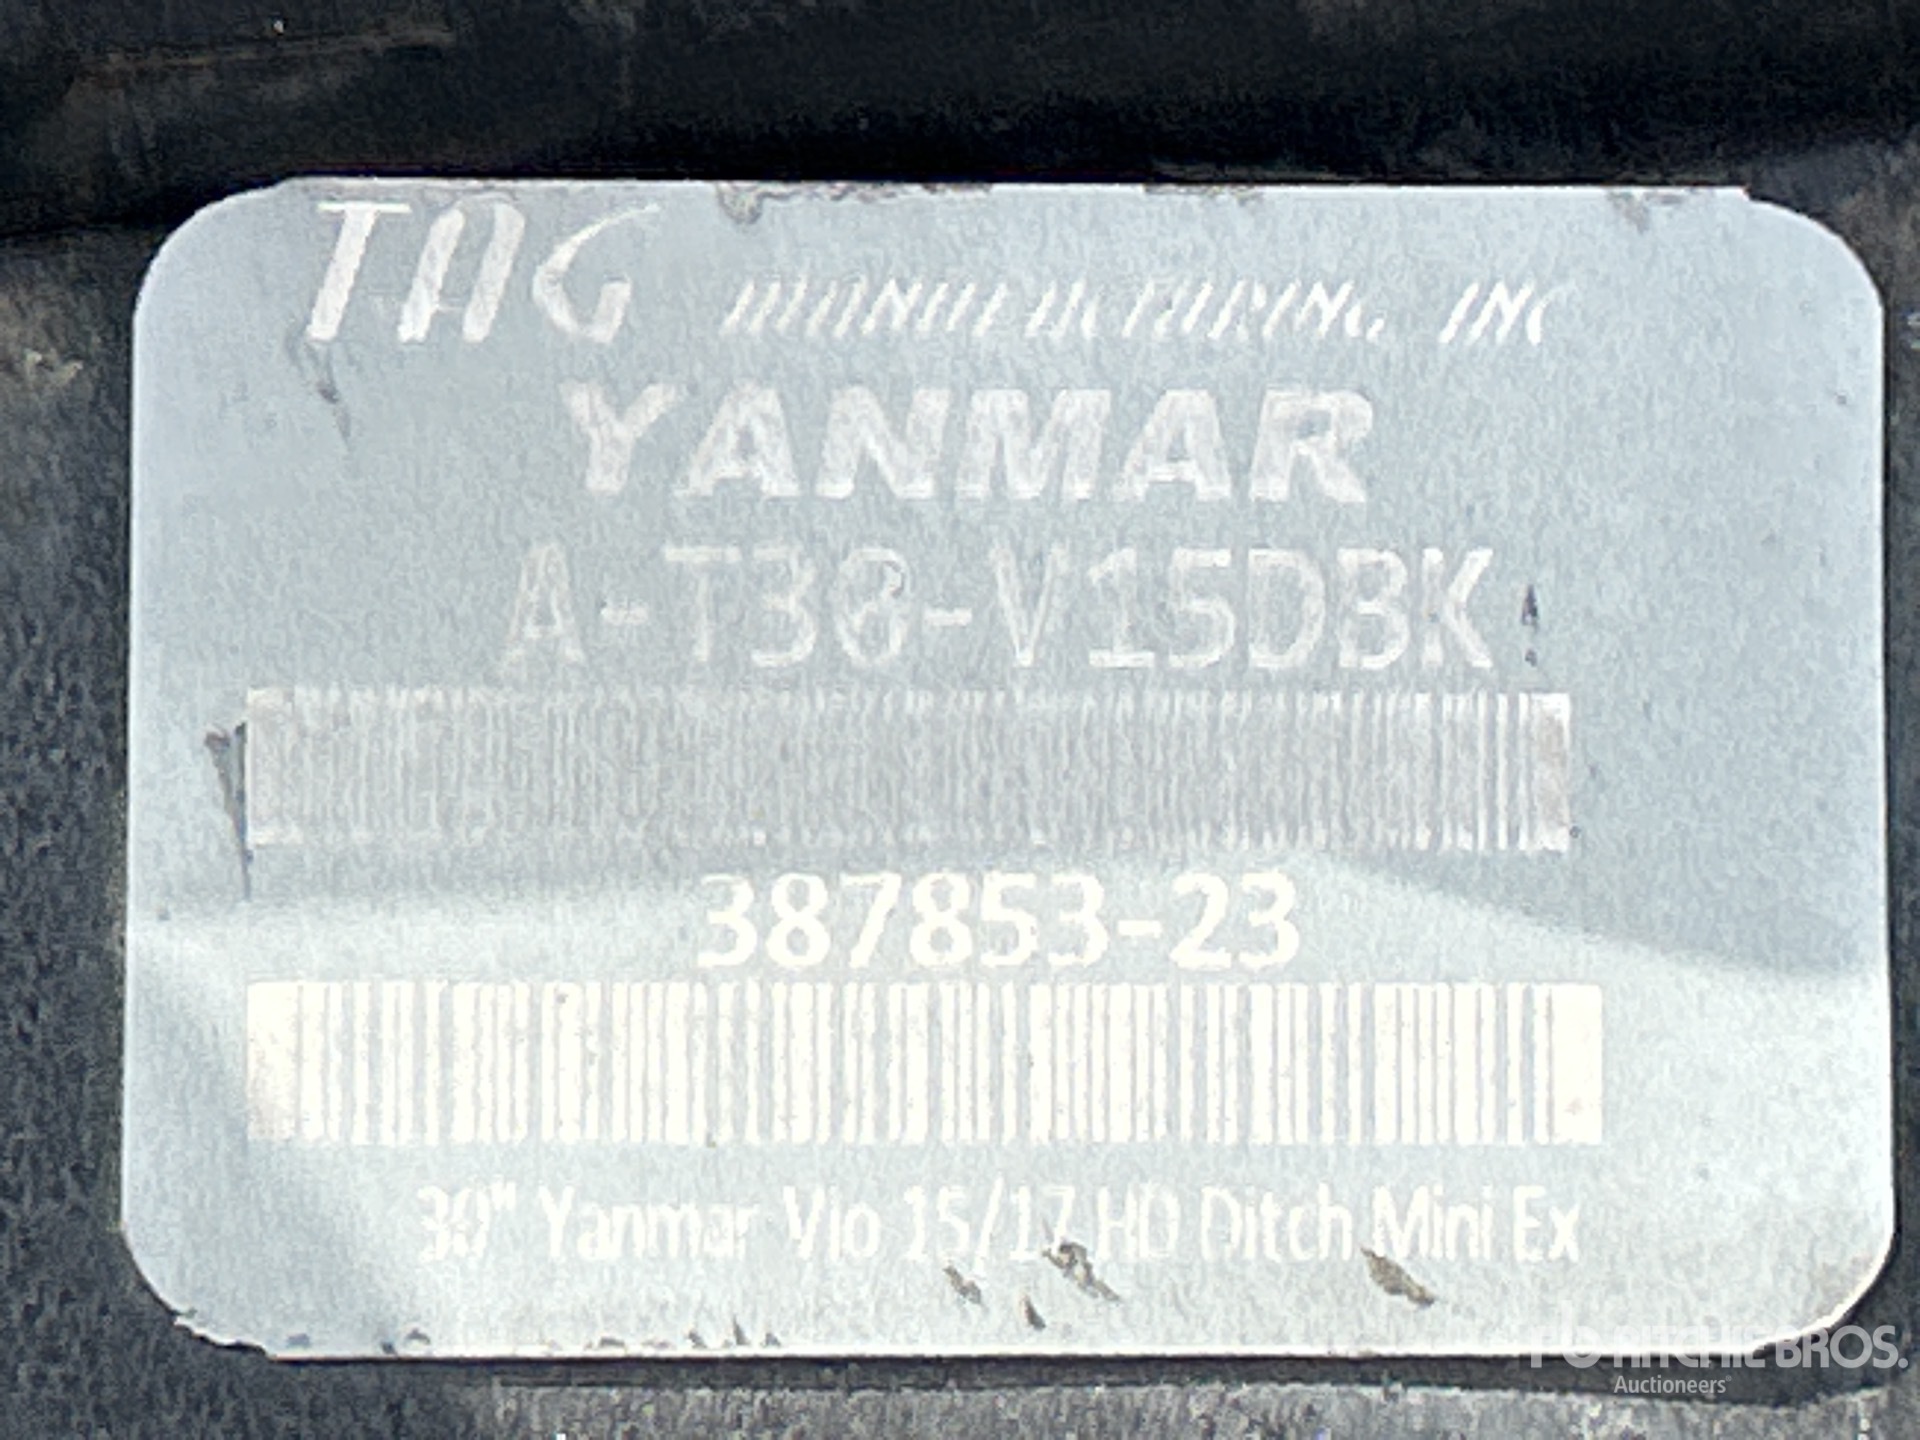 TAG MANUFACTURING, INC
YANMAR
A-T30-V15DBK
387853-23
30" Yanmar Vio 15/17 HD Ditch Mini Ex
RITCHIE BROS.
Auctioneers